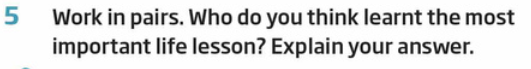 5 Work in pairs. Who do you think learnt the most
important life lesson? Explain your answer.